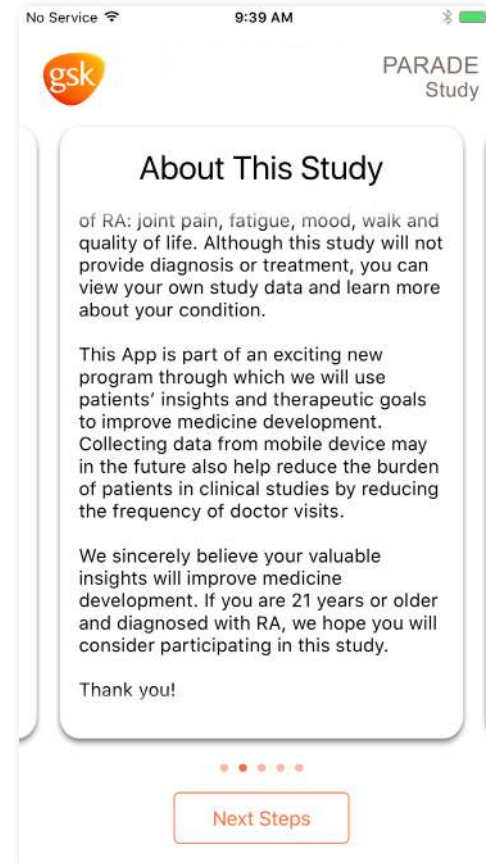 No Service 9:39 AM
gsk
PARADE
Study
About This Study
of RA: joint pain, fatigue, mood, walk and
quality of life. Although this study will not
provide diagnosis or treatment, you can
view your own study data and learn more
about your condition.
This App is part of an exciting new
program through which we will use
patients’ insights and therapeutic goals
to improve medicine development.
Collecting data from mobile device may
in the future also help reduce the burden
of patients in clinical studies by reducing
the frequency of doctor visits.
We sincerely believe your valuable
insights will improve medicine
development. If you are 21 years or older
and diagnosed with RA, we hope you will
consider participating in this study.
Thank you!
Next Steps